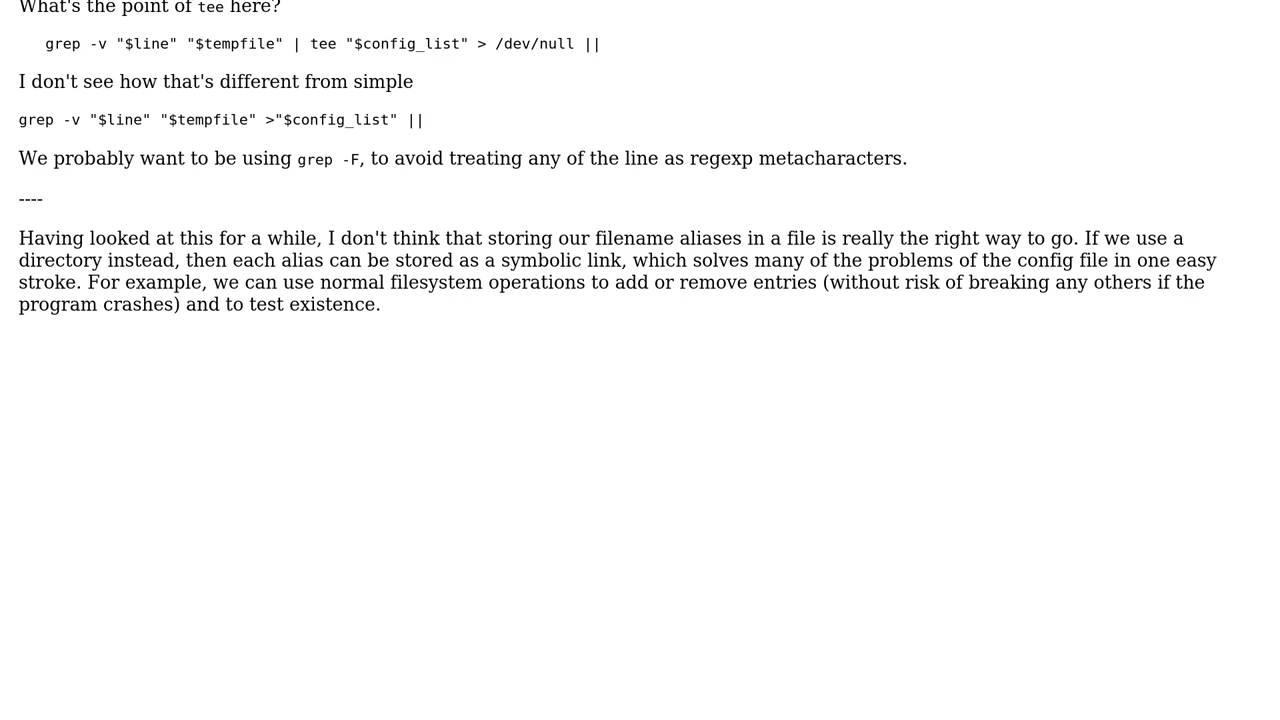 What's the point of tee here?
grep -v "$line" "$tempfile" | tee "$config_list" > /dev/null ||
I don't see how that's different from simple
grep -v "$line" "$tempfile" >"$config_list" ||
We probably want to be using grep -F, to avoid treating any of the line as regexp metacharacters.
----
Having looked at this for a while, I don't think that storing our filename aliases in a file is really the right way to go. If we use a
directory instead, then each alias can be stored as a symbolic link, which solves many of the problems of the config file in one easy
stroke. For example, we can use normal filesystem operations to add or remove entries (without risk of breaking any others if the
program crashes) and to test existence.